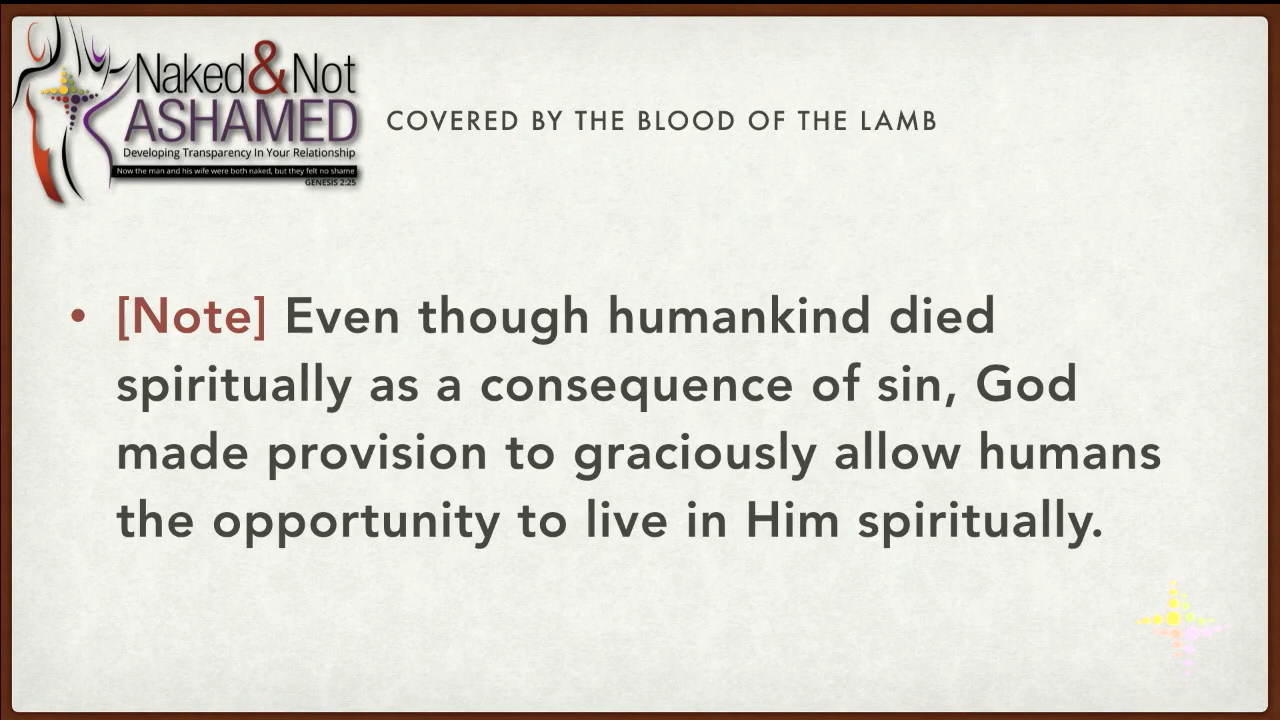 Naked&Not
ASHAMED
Developing Transparency In Your Relationship
Now the man and his wife were both naked, but they felt no shame
GENESIS 2:25
COVERED BY THE BLOOD OF THE LAMB
• [Note] Even though humankind died
spiritually as a consequence of sin, God
made provision to graciously allow humans
the opportunity to live in Him spiritually.